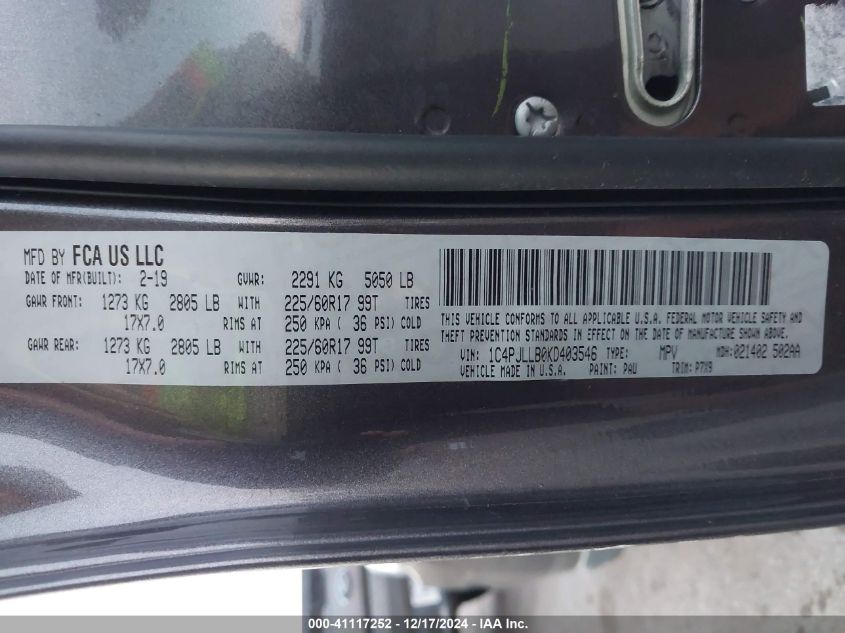 MFD BY FCA US LLC
DATE OF MFR(BUILT): 2-19 GVWR: 2291 KG 5050 LB
GAWR FRONT: 1273 KG 2805 LB WITH 225/60R17 99T TIRES
17X7.0 RIMS AT 250 KPA ( 36 PSI) COLD
GAWR REAR: 1273 KG 2805 LB WITH 225/60R17 99T TIRES
17X7.0 RIMS AT 250 KPA ( 36 PSI) COLD
THIS VEHICLE CONFORMS TO ALL APPLICABLE U.S.A. FEDERAL MOTOR VEHICLE SAFETY AND
THEFT PREVENTION STANDARDS IN EFFECT ON THE DATE OF MANUFACTURE SHOWN ABOVE.
VIN: 1C4PJLLB0KD403546 TYPE: MPV MDH: 021402 502AA
VEHICLE MADE IN U.S.A. PAINT: PAU TRIM: P7X9
000-41117252 - 12/17/2024 - IAA Inc.